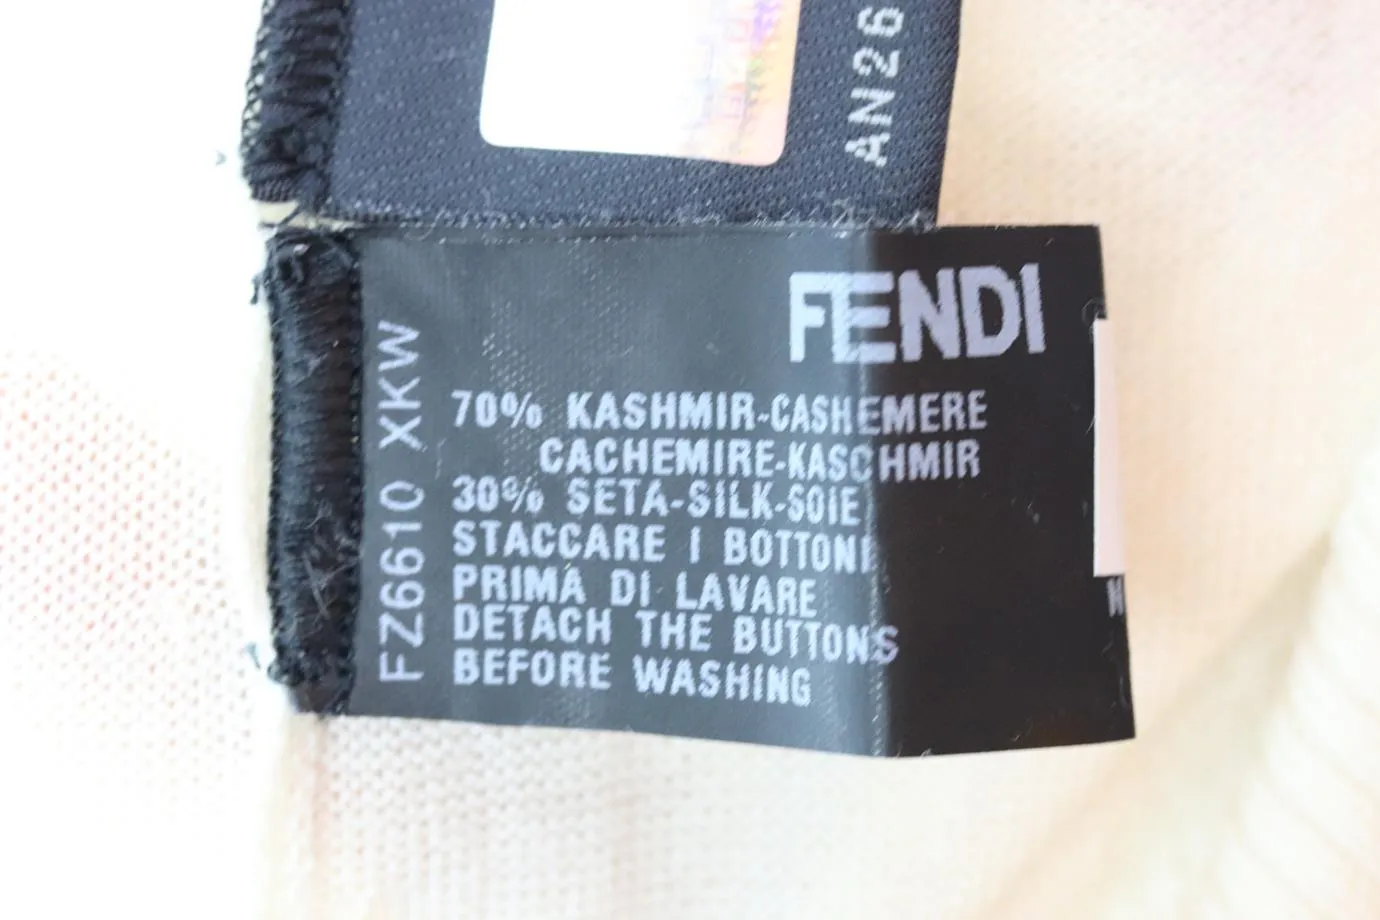 AN26
FENDI
FZ6610 XKW
70% KASHMIR-CASHEMERE
CACHEMIRE-KASCHMIR
30% SETA-SILK-SOIE
STACCARE I BOTTONI
PRIMA DI LAVARE
DETACH THE BUTTONS
BEFORE WASHING